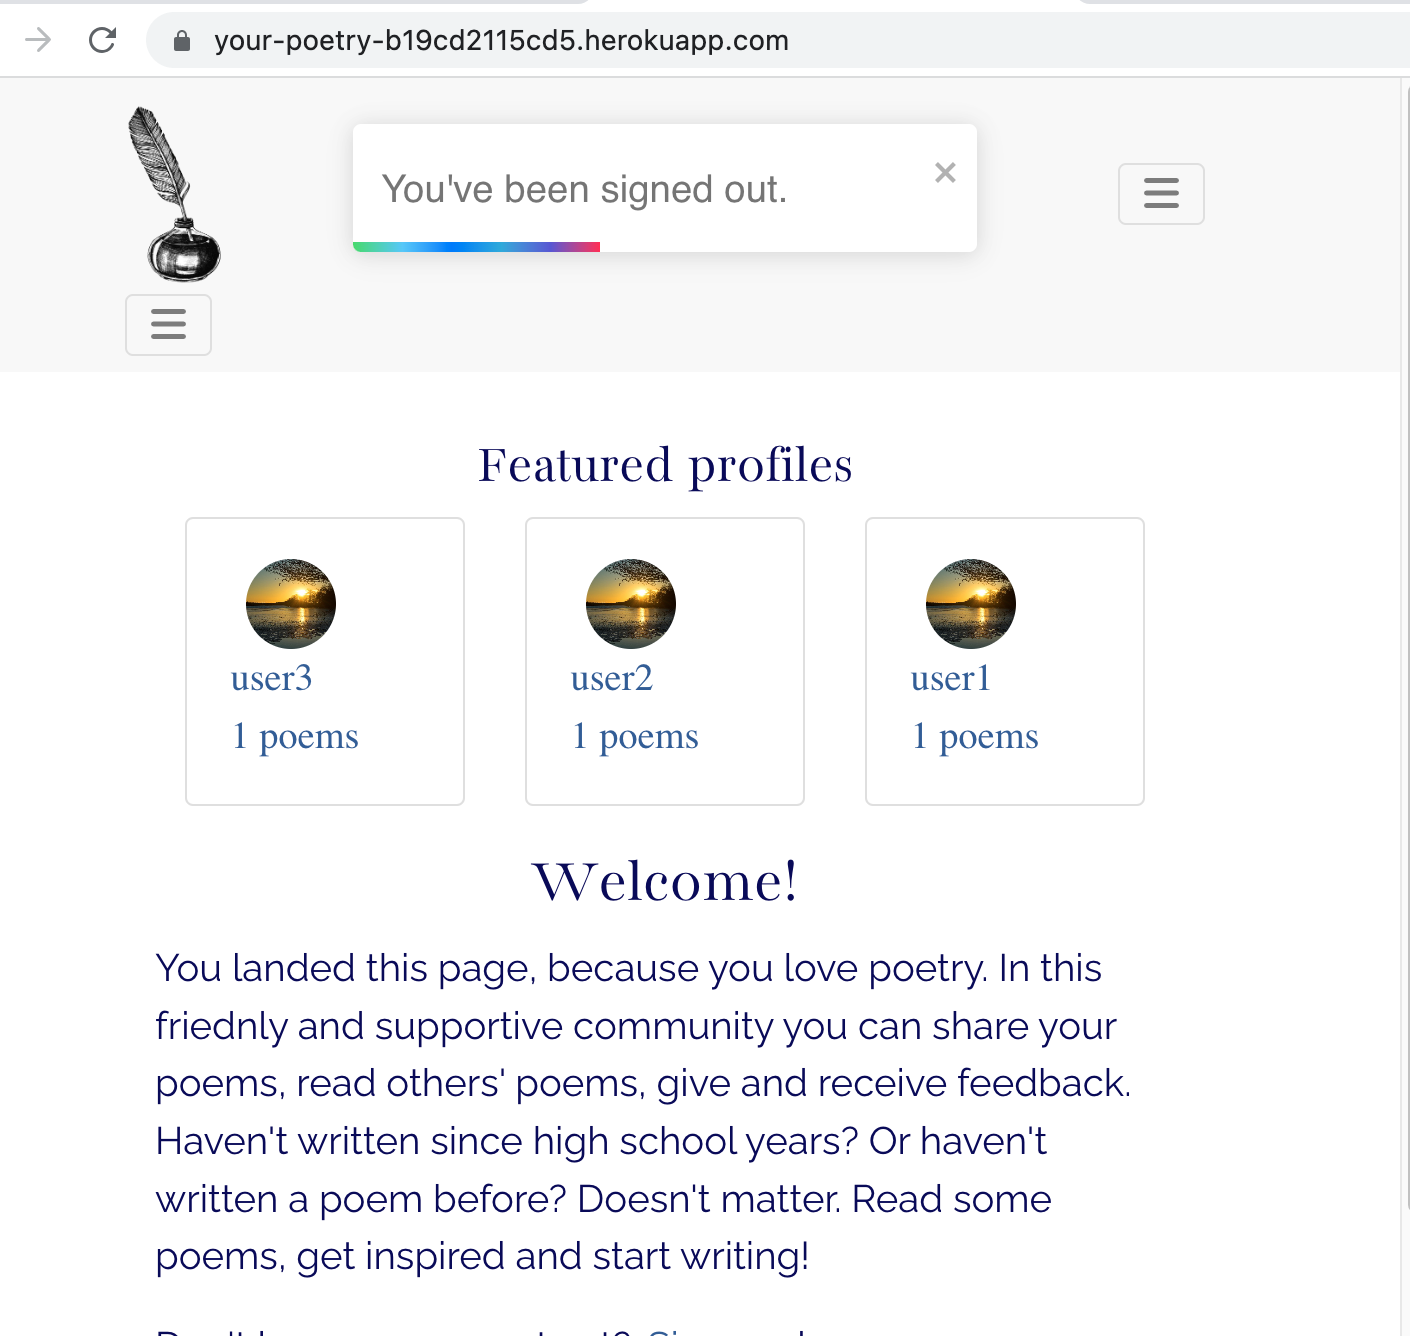 your-poetry-b19cd2115cd5.herokuapp.com
You've been signed out.
Featured profiles
user3
1 poems
user2
1 poems
user1
1 poems
Welcome!
You landed this page, because you love poetry. In this
friednly and supportive community you can share your
poems, read others' poems, give and receive feedback.
Haven't written since high school years? Or haven't
written a poem before? Doesn't matter. Read some
poems, get inspired and start writing!